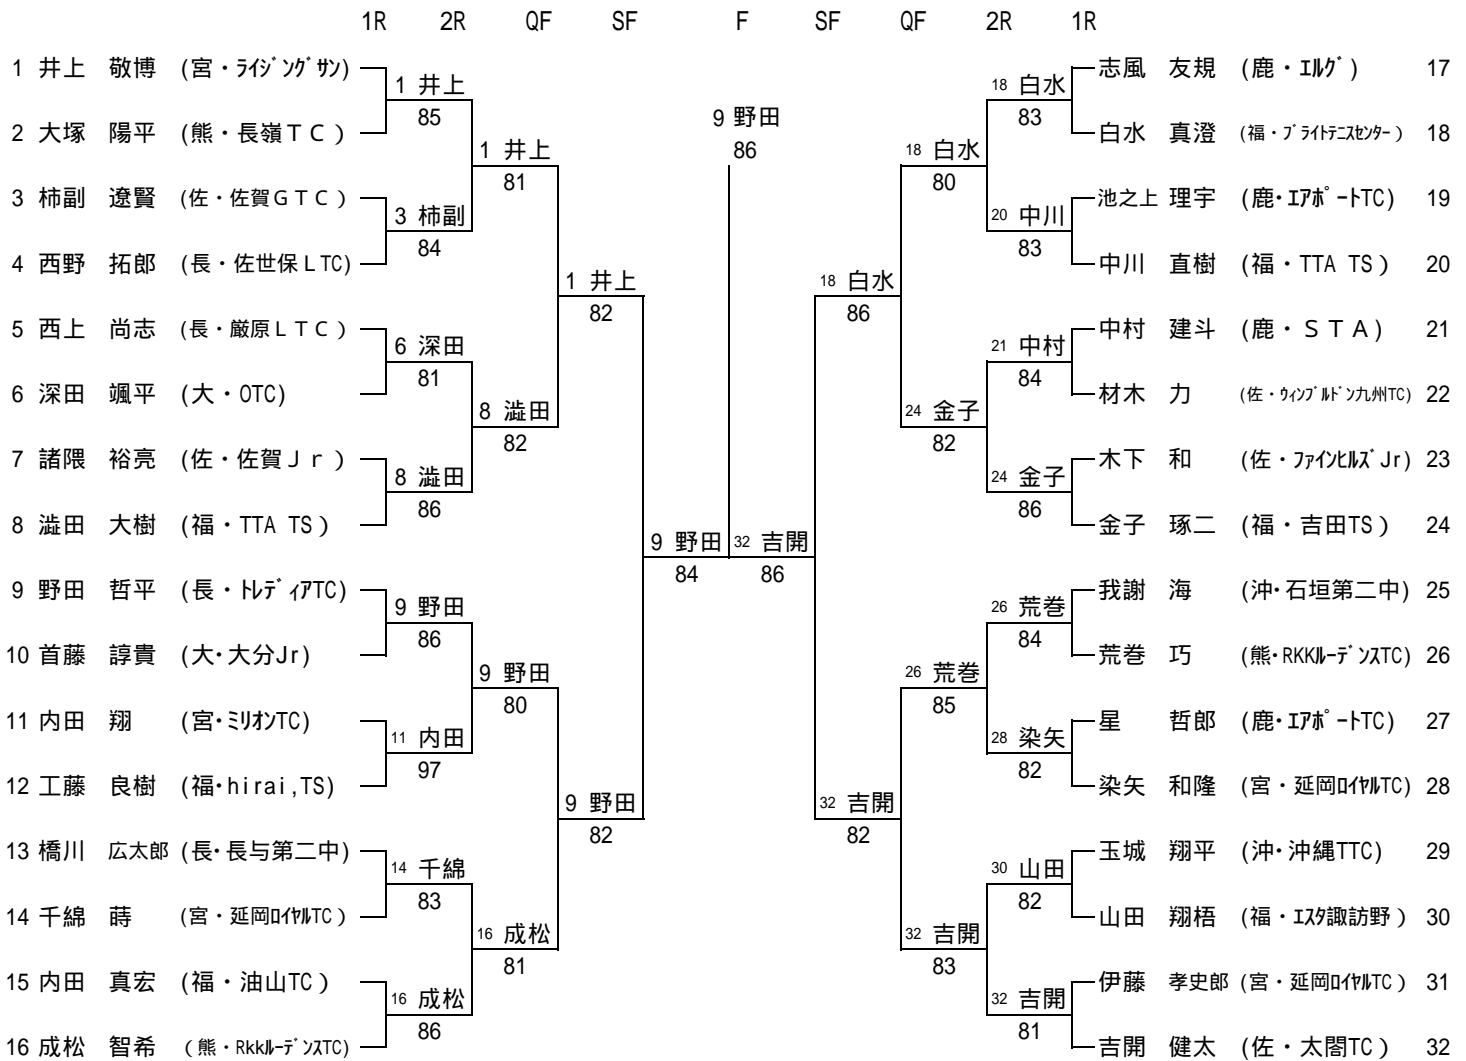 1R 2R QF SF F SF QF 2R 1R
1 井上 敬博 (宮・ライジングサン)
2 大塚 陽平 (熊・長嶺TC)
3 柿副 遼賢 (佐・佐賀GTC)
4 西野 拓郎 (長・佐世保LTC)
5 西上 尚志 (長・厳原LTC)
6 深田 颯平 (大・OTC)
7 諸隈 裕亮 (佐・佐賀Jr)
8 澁田 大樹 (福・TTA TS)
9 野田 哲平 (長・トレディアTC)
10 首藤 諄貴 (大・大分Jr)
11 内田 翔 (宮・ミリオンTC)
12 工藤 良樹 (福・hirai,TS)
13 橋川 広太郎 (長・長与第二中)
14 千綿 蒔 (宮・延岡ロイヤルTC)
15 内田 真宏 (福・油山TC)
16 成松 智希 (熊・RkkルーデンスTC)
1 井上
85
3 柿副
84
6 深田
81
8 澁田
86
9 野田
86
11 内田
97
14 千綿
83
16 成松
86
1 井上
81
8 澁田
82
9 野田
80
16 成松
81
1 井上
82
9 野田
82
9 野田
84
9 野田
86
32 吉開
86
18 白水
86
32 吉開
82
18 白水
80
24 金子
82
26 荒巻
85
32 吉開
83
18 白水
83
20 中川
83
21 中村
84
24 金子
86
26 荒巻
84
28 染矢
82
30 山田
82
32 吉開
81
志風 友規 (鹿・エルグ) 17
白水 真澄 (福・ブライトテニスセンター) 18
池之上 理宇 (鹿・エアポートTC) 19
中川 直樹 (福・TTA TS) 20
中村 建斗 (鹿・STA) 21
材木 力 (佐・ウィンブルドン九州TC) 22
木下 和 (佐・ファインヒルズJr) 23
金子 琢二 (福・吉田TS) 24
我謝 海 (沖・石垣第二中) 25
荒巻 巧 (熊・RKKルーデンスTC) 26
星 哲郎 (鹿・エアポートTC) 27
染矢 和隆 (宮・延岡ロイヤルTC) 28
玉城 翔平 (沖・沖縄TTC) 29
山田 翔梧 (福・エスタ諏訪野) 30
伊藤 孝史郎 (宮・延岡ロイヤルTC) 31
吉開 健太 (佐・太閤TC) 32